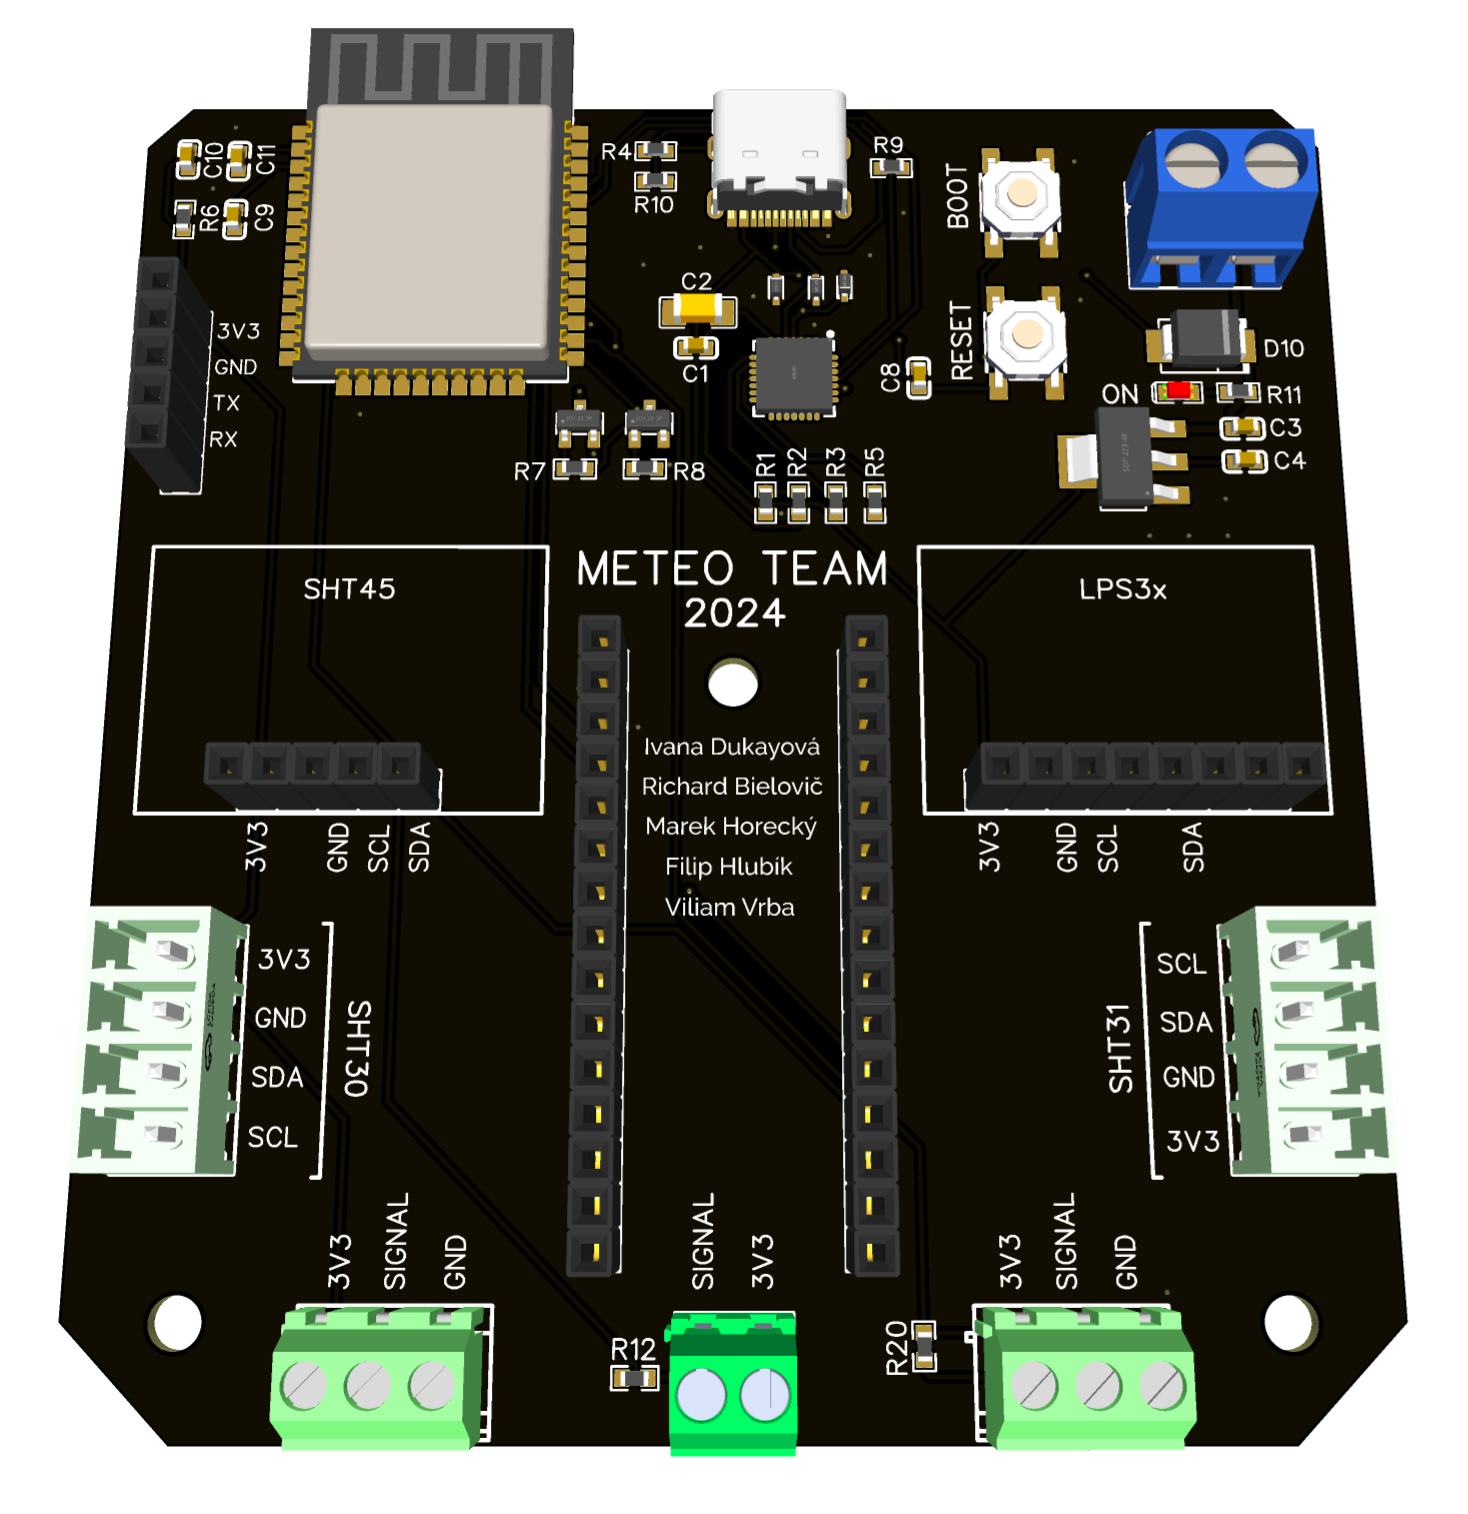 C10
C11
R4
R9
R10
R6
C9
BOOT
C2
RESET
3V3
GND
TX
RX
C1
C8
D10
ON
R11
C3
C4
R7
R8
R1
R2
R3
R5
METEO TEAM
2024
SHT45
LPS3x
Ivana Dukayová
Richard Bielovič
Marek Horecký
Filip Hlubík
Viliam Vrba
3V3
GND
SCL
SDA
3V3
GND
SCL
SDA
3V3
GND
SDA
SCL
SHT30
SHT31
SCL
SDA
GND
3V3
3V3
SIGNAL
GND
SIGNAL
3V3
3V3
SIGNAL
GND
R12
R20